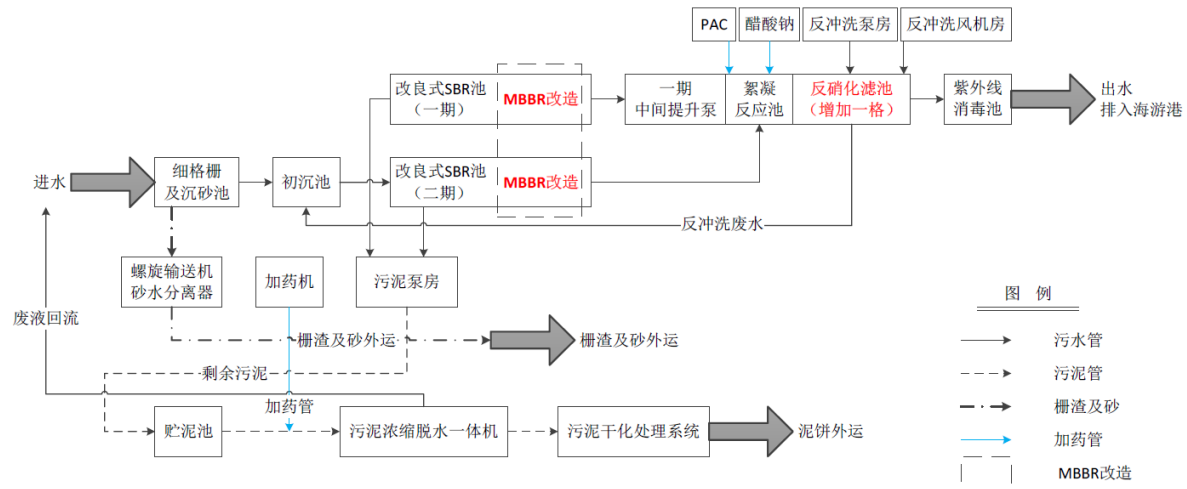 PAC
醋酸钠
反冲洗泵房
反冲洗风机房
改良式SBR池
（一期）
MBBR改造
一期
中间提升泵
絮凝
反应池
反硝化滤池
（增加一格）
紫外线
消毒池
出水
排入海游港
进水
细格栅
及沉砂池
初沉池
改良式SBR池
（二期）
MBBR改造
反冲洗废水
螺旋输送机
砂水分离器
加药机
污泥泵房
废液回流
栅渣及砂外运
栅渣及砂外运
剩余污泥
加药管
贮泥池
污泥浓缩脱水一体机
污泥干化处理系统
泥饼外运
图 例
污水管
污泥管
栅渣及砂
加药管
MBBR改造